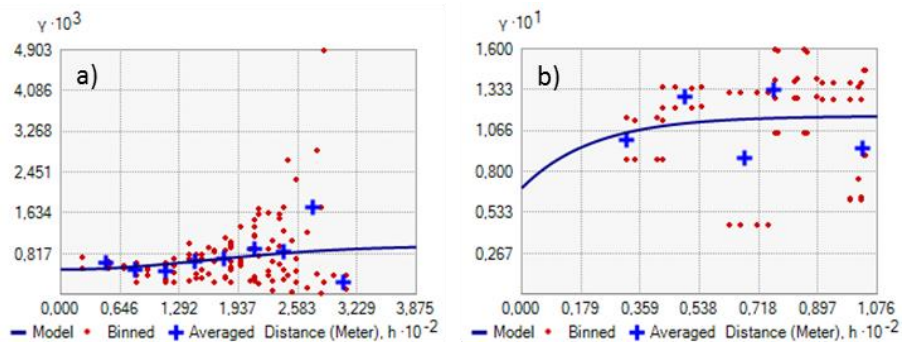 γ · 10³
4,903
4,086
3,268
2,451
1,634
0,817
a)
0,000 0,646 1,292 1,937 2,583 3,229 3,875
Model Binned Averaged Distance (Meter), h · 10⁻²
γ · 10¹
1,600
1,333
1,066
0,800
0,533
0,267
b)
0,000 0,179 0,359 0,538 0,718 0,897 1,076
Model Binned Averaged Distance (Meter), h · 10⁻²